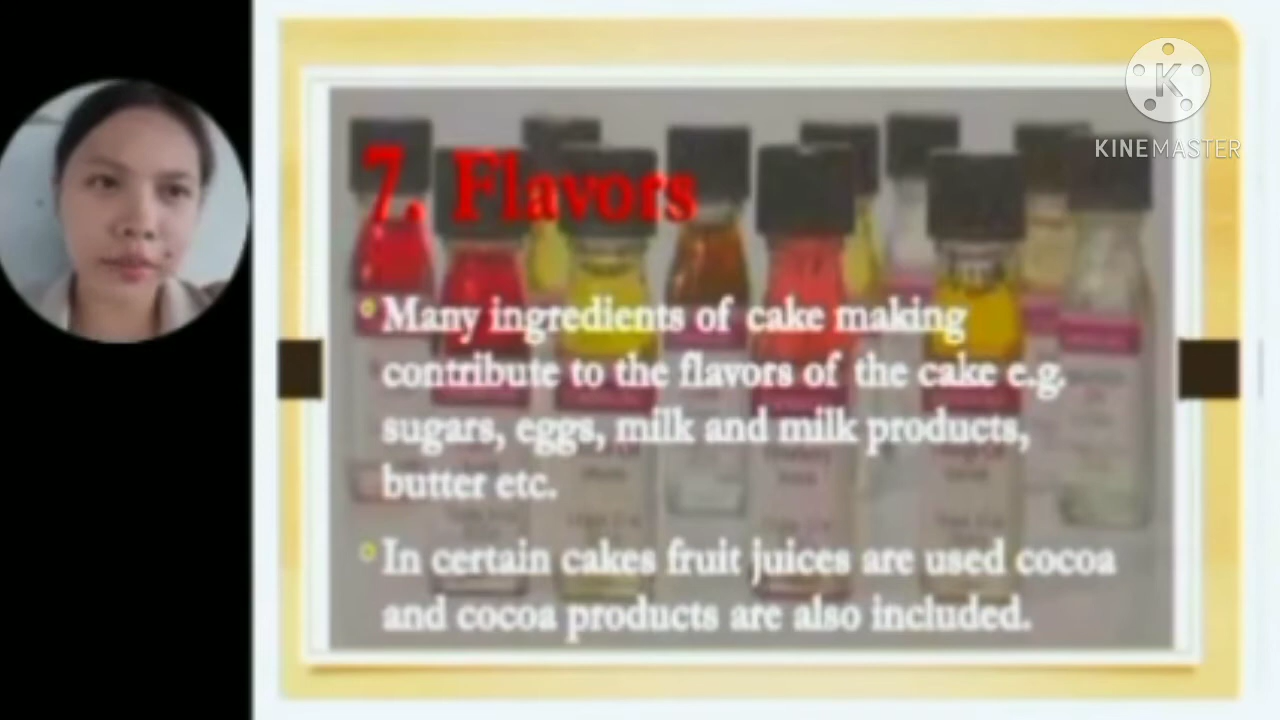 KINEMASTER
7. Flavors
Many ingredients of cake making
contribute to the flavors of the cake e.g.
sugars, eggs, milk and milk products,
butter etc.
In certain cakes fruit juices are used cocoa
and cocoa products are also included.